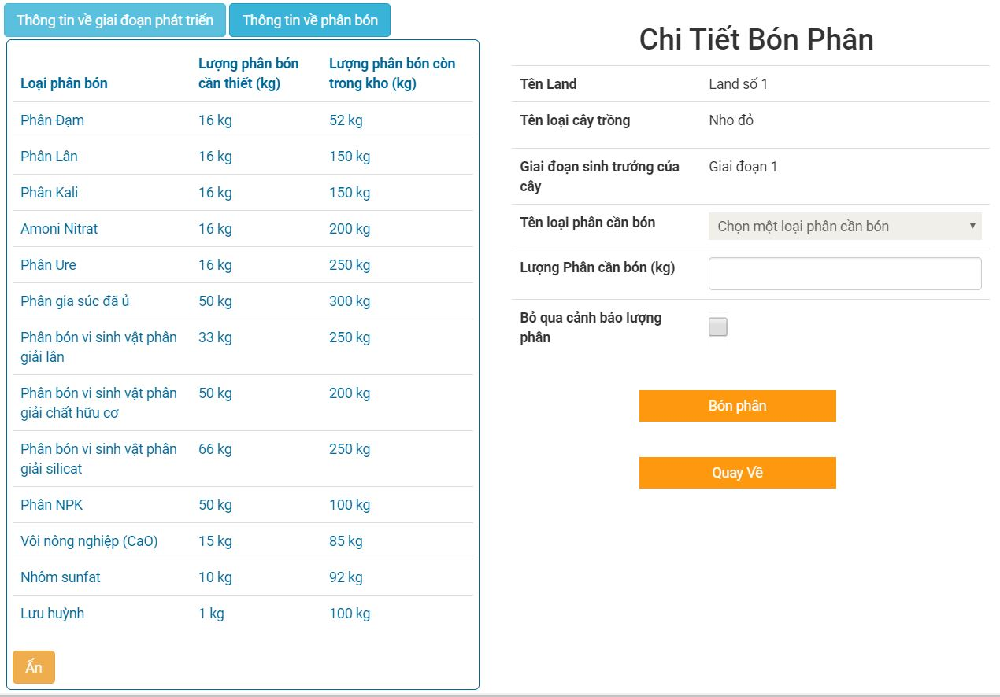 Thông tin về giai đoạn phát triển
Thông tin về phân bón
Loại phân bón
Lượng phân bón
cần thiết (kg)
Lượng phân bón còn
trong kho (kg)
Phân Đạm 16 kg 52 kg
Phân Lân 16 kg 150 kg
Phân Kali 16 kg 150 kg
Amoni Nitrat 16 kg 200 kg
Phân Ure 16 kg 250 kg
Phân gia súc đã ủ 50 kg 300 kg
Phân bón vi sinh vật phân 33 kg 250 kg
giải lân
Phân bón vi sinh vật phân 50 kg 200 kg
giải chất hữu cơ
Phân bón vi sinh vật phân 66 kg 250 kg
giải silicat
Phân NPK 50 kg 100 kg
Vôi nông nghiệp (CaO) 15 kg 85 kg
Nhôm sunfat 10 kg 92 kg
Lưu huỳnh 1 kg 100 kg
Ẩn
Chi Tiết Bón Phân
Tên Land Land số 1
Tên loại cây trồng Nho đỏ
Giai đoạn sinh trưởng của Giai đoạn 1
cây
Tên loại phân cần bón Chọn một loại phân cần bón
Lượng Phân cần bón (kg)
Bỏ qua cảnh báo lượng
phân
Bón phân
Quay Về